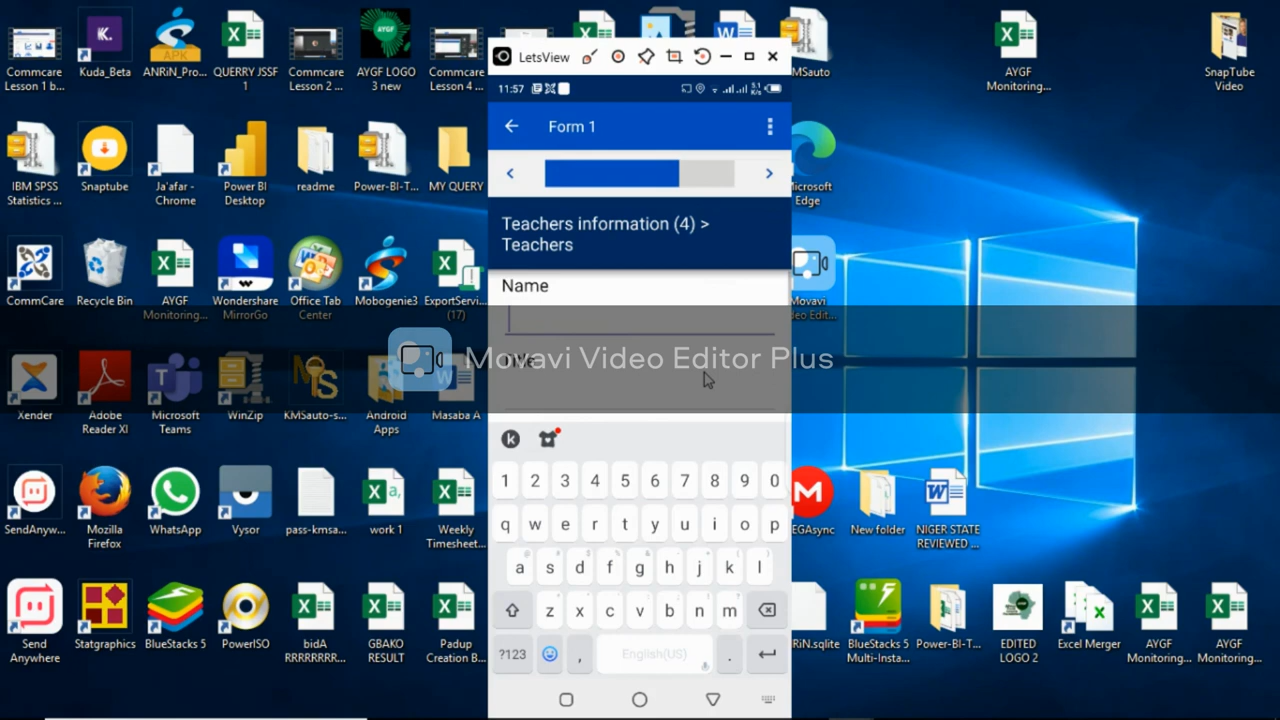 Commcare
Lesson 1 b...
Kuda_Beta
ANRiN_Pro...
QUERRY JSSF
1
Commcare
Lesson 2 ...
AYGF LOGO
3 new
Commcare
Lesson 4 ...
APK
AYGF
LetsView
MSauto
AYGF
Monitoring...
SnapTube
Video
11:57
3.1
K/s
Form 1
Teachers information (4) >
Teachers
Name
Title
Movavi Video Editor Plus
IBM SPSS
Statistics ...
Snaptube
Ja'afar -
Chrome
Power BI
Desktop
readme
Power-BI-T...
MY QUERY
icrosoft
Edge
CommCare
Recycle Bin
AYGF
Monitoring...
Wondershare
MirrorGo
Office Tab
Center
Mobogenie3
ExportServi...
(17)
Movavi
deo Edit...
Xender
Adobe
Reader XI
Microsoft
Teams
WinZip
KMSauto-s...
Android
Apps
Masaba A
SendAnyw...
Mozilla
Firefox
WhatsApp
Vysor
pass-kmsa...
work 1
Weekly
Timesheet...
EGAsync
New folder
NIGER STATE
REVIEWED ...
Send
Anywhere
Statgraphics
BlueStacks 5
PowerISO
bidA
RRRRRRRR...
GBAKO
RESULT
Padup
Creation B...
RiN.sqlite
BlueStacks 5
Multi-Insta...
Power-BI-T...
EDITED
LOGO 2
Excel Merger
AYGF
Monitoring...
AYGF
Monitoring...
1 2 3 4 5 6 7 8 9 0
q w e r t y u i o p
a s d f g h j k l
z x c v b n m
?123 , English(US) .